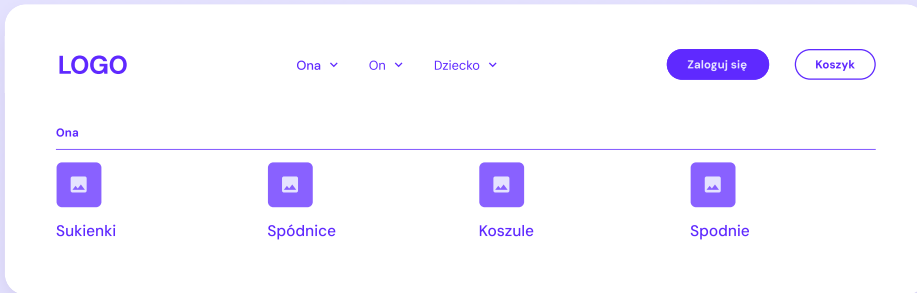 LOGO
Ona
On
Dziecko
Zaloguj się
Koszyk
Ona
Sukienki
Spódnice
Koszule
Spodnie